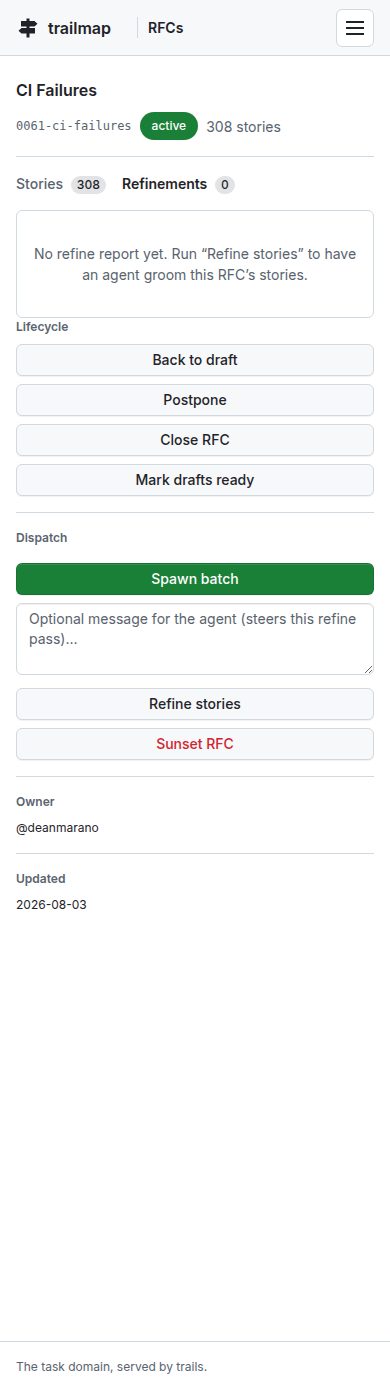 trailmap
RFCs
CI Failures
0061-ci-failures active 308 stories
Stories 308 Refinements 0
No refine report yet. Run “Refine stories” to have
an agent groom this RFC’s stories.
Lifecycle
Back to draft
Postpone
Close RFC
Mark drafts ready
Dispatch
Spawn batch
Optional message for the agent (steers this refine
pass)...
Refine stories
Sunset RFC
Owner
@deanmarano
Updated
2026-08-03
The task domain, served by trails.